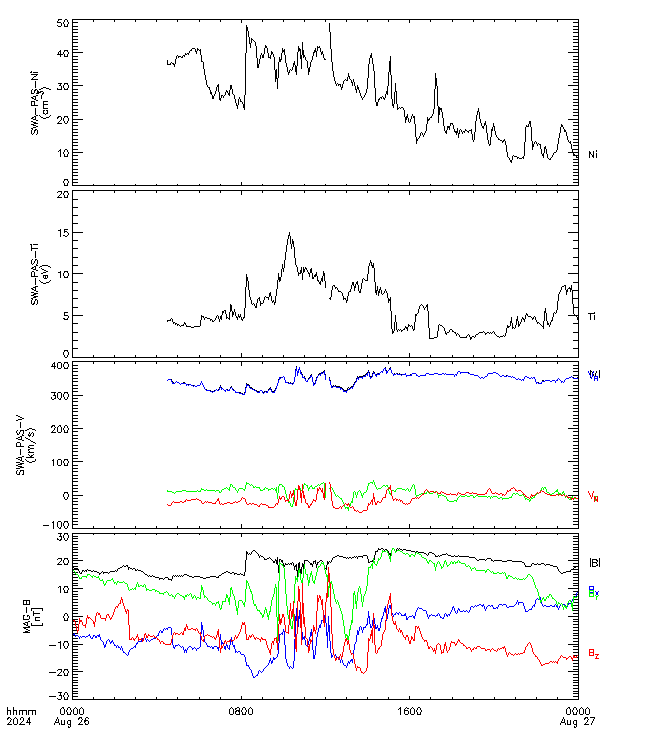 50
40
30
20
10
0
SWA-PAS-Ni
(cm⁻³)
Ni
20
15
10
5
0
SWA-PAS-Ti
(eV)
Ti
400
300
200
100
0
-100
SWA-PAS-V
(km/s)
|V|
V_N
30
20
10
0
-10
-20
-30
MAG-B
[nT]
|B|
B_x
B_z
hhmm
2024
0000
Aug 26
0800
1600
0000
Aug 27